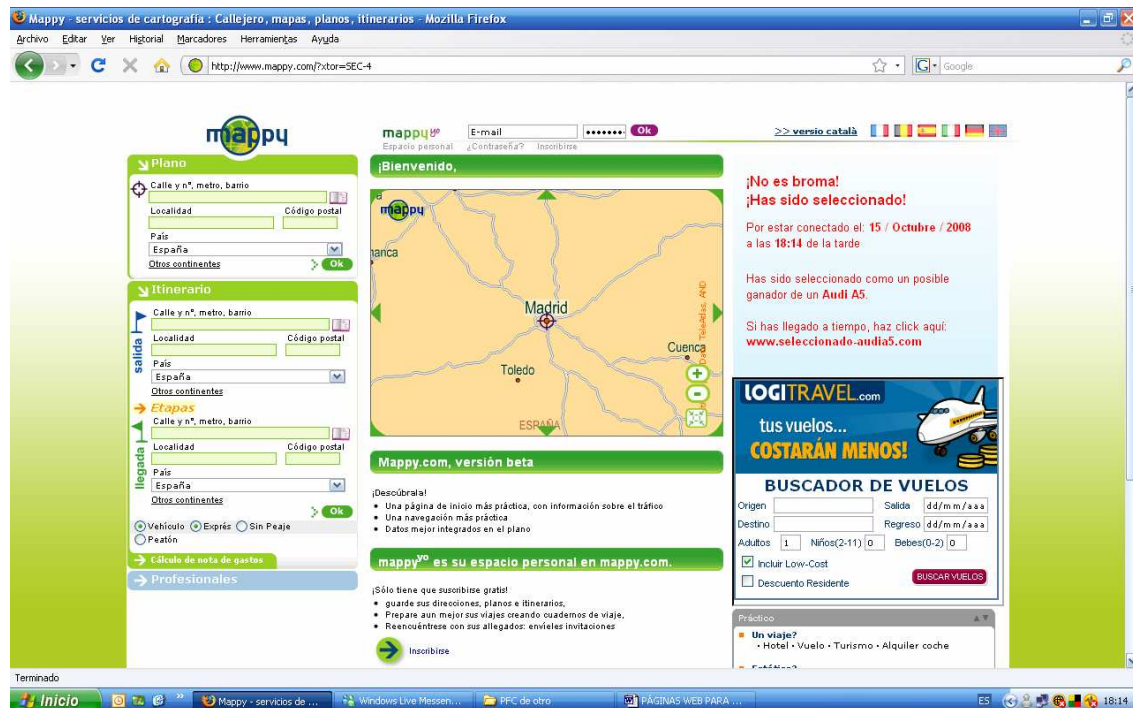 Mappy - servicios de cartografía : Callejero, mapas, planos, itinerarios - Mozilla Firefox
Archivo Editar Ver Historial Marcadores Herramientas Ayuda
http://www.mappy.com/?xtor=SEC-4
Google
mappy
mappy yo
E-mail
Ok
Espacio personal ¿Contraseña? Inscribirse
>> versio català
Plano
Calle y nº, metro, barrio
Localidad Código postal
País
España
Otros continentes
Ok
Itinerario
salida
Calle y nº, metro, barrio
Localidad Código postal
País
España
Otros continentes
Etapas
llegada
Calle y nº, metro, barrio
Localidad Código postal
País
España
Otros continentes
Ok
Vehículo Exprés Sin Peaje
Peatón
Cálculo de nota de gastos
Profesionales
¡Bienvenido,
mappy
anca
Madrid
Cuenca
Toledo
ESPAÑA
TeleAtlas, AND
Mappy.com, versión beta
¡Descúbrala!
Una página de inicio más práctica, con información sobre el tráfico
Una navegación más práctica
Datos mejor integrados en el plano
mappy yo es su espacio personal en mappy.com.
¡Sólo tiene que suscribirse gratis!
guarde sus direcciones, planos e itinerarios,
Prepare aun mejor sus viajes creando cuadernos de viaje,
Reencuéntrese con sus allegados: envíeles invitaciones
Inscribirse
¡No es broma!
¡Has sido seleccionado!
Por estar conectado el: 15 / Octubre / 2008
a las 18:14 de la tarde
Has sido seleccionado como un posible
ganador de un Audi A5.
Si has llegado a tiempo, haz click aquí:
www.seleccionado-audia5.com
LOGITRAVEL.com
tus vuelos...
COSTARÁN MENOS!
BUSCADOR DE VUELOS
Origen Salida dd/mm/aaa
Destino Regreso dd/mm/aaa
Adultos 1 Niños(2-11) 0 Bebes(0-2) 0
Incluir Low-Cost
Descuento Residente
BUSCAR VUELOS
Práctico
Un viaje?
· Hotel · Vuelo · Turismo · Alquiler coche
Terminado
Inicio
Mappy - servicios de ...
Windows Live Messen...
PFC de otro
PÁGINAS WEB PARA ...
ES
18:14